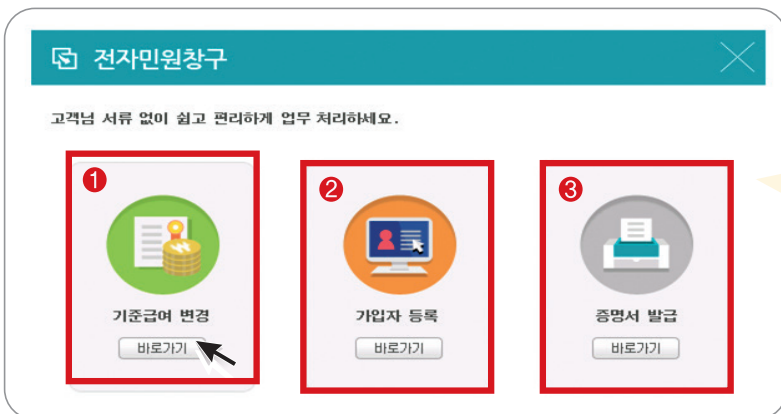 전자민원창구
고객님 서류 없이 쉽고 편리하게 업무 처리하세요.
1
2
3
₩
기준급여 변경
가입자 등록
증명서 발급
바로가기
바로가기
바로가기